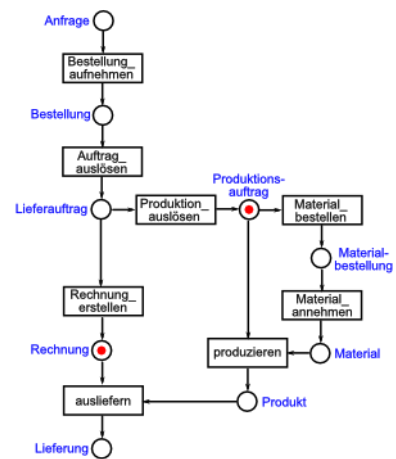 Anfrage
Bestellung_
aufnehmen
Bestellung
Auftrag_
auslösen
Produktions-
auftrag
Lieferauftrag
Produktion_
auslösen
Material_
bestellen
Material-
bestellung
Rechnung_
erstellen
Material_
annehmen
Rechnung
produzieren
Material
ausliefern
Produkt
Lieferung